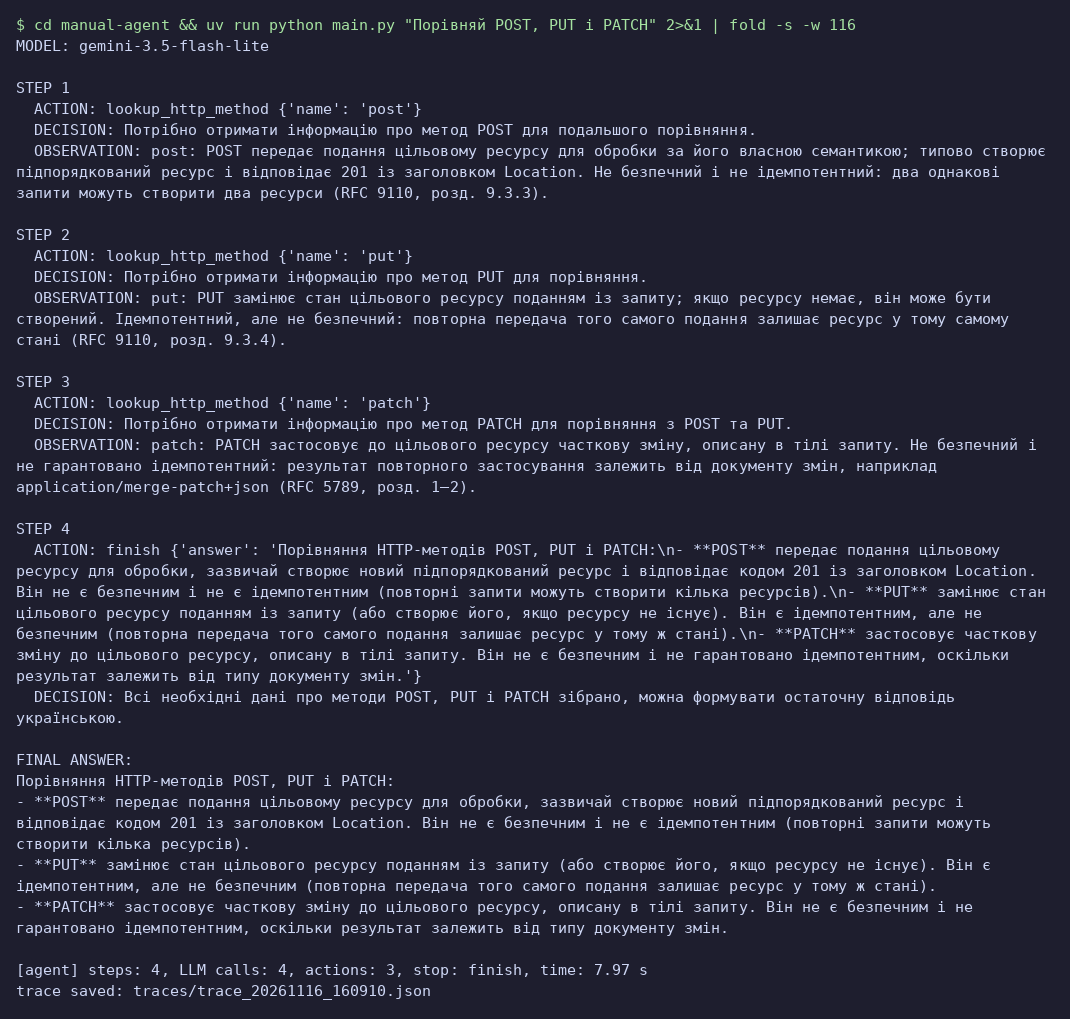 $ cd manual-agent && uv run python main.py "Порівняй POST, PUT і PATCH" 2>&1 | fold -s -w 116
MODEL: gemini-3.5-flash-lite

STEP 1
  ACTION: lookup_http_method {'name': 'post'}
  DECISION: Потрібно отримати інформацію про метод POST для подальшого порівняння.
  OBSERVATION: post: POST передає подання цільовому ресурсу для обробки за його власною семантикою; типово створює
підпорядкований ресурс і відповідає 201 із заголовком Location. Не безпечний і не ідемпотентний: два однакові
запити можуть створити два ресурси (RFC 9110, розд. 9.3.3).

STEP 2
  ACTION: lookup_http_method {'name': 'put'}
  DECISION: Потрібно отримати інформацію про метод PUT для порівняння.
  OBSERVATION: put: PUT замінює стан цільового ресурсу поданням із запиту; якщо ресурсу немає, він може бути
створений. Ідемпотентний, але не безпечний: повторна передача того самого подання залишає ресурс у тому самому
стані (RFC 9110, розд. 9.3.4).

STEP 3
  ACTION: lookup_http_method {'name': 'patch'}
  DECISION: Потрібно отримати інформацію про метод PATCH для порівняння з POST та PUT.
  OBSERVATION: patch: PATCH застосовує до цільового ресурсу часткову зміну, описану в тілі запиту. Не безпечний і
не гарантовано ідемпотентний: результат повторного застосування залежить від документу змін, наприклад
application/merge-patch+json (RFC 5789, розд. 1–2).

STEP 4
  ACTION: finish {'answer': 'Порівняння HTTP-методів POST, PUT і PATCH:\n- **POST** передає подання цільовому
ресурсу для обробки, зазвичай створює новий підпорядкований ресурс і відповідає кодом 201 із заголовком Location.
Він не є безпечним і не є ідемпотентним (повторні запити можуть створити кілька ресурсів).\n- **PUT** замінює стан
цільового ресурсу поданням із запиту (або створює його, якщо ресурсу не існує). Він є ідемпотентним, але не
безпечним (повторна передача того самого подання залишає ресурс у тому ж стані).\n- **PATCH** застосовує часткову
зміну до цільового ресурсу, описану в тілі запиту. Він не є безпечним і не гарантовано ідемпотентним, оскільки
результат залежить від типу документу змін.'}
  DECISION: Всі необхідні дані про методи POST, PUT і PATCH зібрано, можна формувати остаточну відповідь
українською.

FINAL ANSWER:
Порівняння HTTP-методів POST, PUT і PATCH:
- **POST** передає подання цільовому ресурсу для обробки, зазвичай створює новий підпорядкований ресурс і
відповідає кодом 201 із заголовком Location. Він не є безпечним і не є ідемпотентним (повторні запити можуть
створити кілька ресурсів).
- **PUT** замінює стан цільового ресурсу поданням із запиту (або створює його, якщо ресурсу не існує). Він є
ідемпотентним, але не безпечним (повторна передача того самого подання залишає ресурс у тому ж стані).
- **PATCH** застосовує часткову зміну до цільового ресурсу, описану в тілі запиту. Він не є безпечним і не
гарантовано ідемпотентним, оскільки результат залежить від типу документу змін.

[agent] steps: 4, LLM calls: 4, actions: 3, stop: finish, time: 7.97 s
trace saved: traces/trace_20261116_160910.json